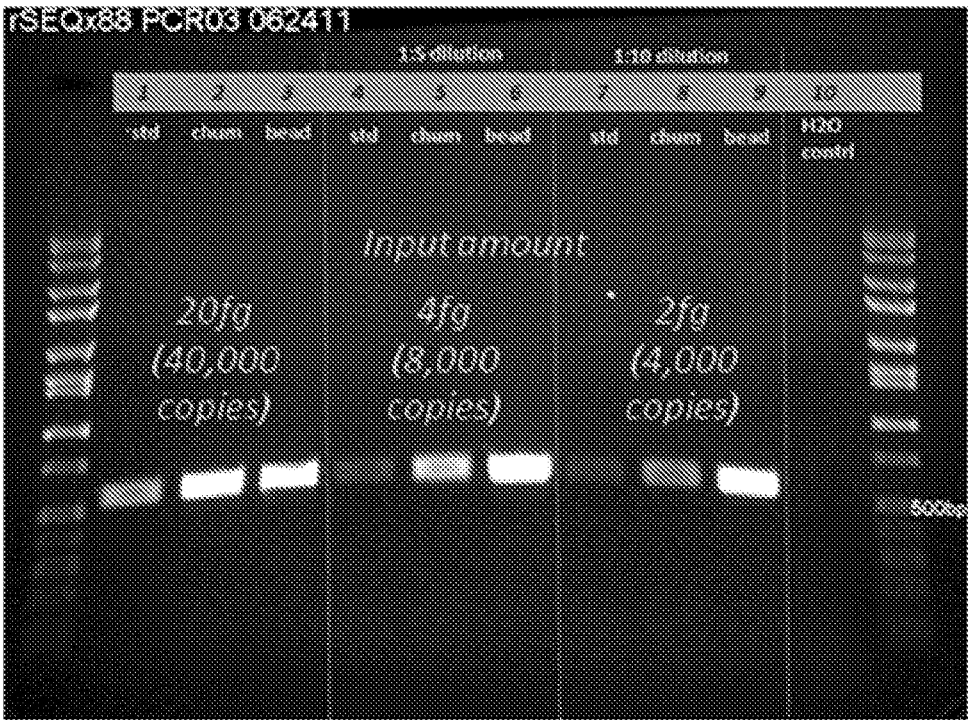 rSEQx88 PCR03 062411
1:5 dilution 1:10 dilution
1 2 3 4 5 6 7 8 9 10
std chum bead std chum bead std chum bead H2O
contrl
Input amount
20fg 4fg 2fg
(40,000 (8,000 (4,000
copies) copies) copies)
500bp